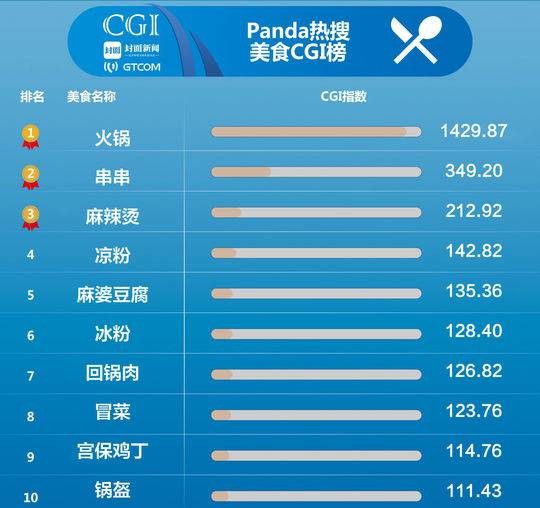 CGI
封面 封面新闻
GTCOM
Panda热搜
美食CGI榜
排名 美食名称 CGI指数
1 火锅 1429.87
2 串串 349.20
3 麻辣烫 212.92
4 凉粉 142.82
5 麻婆豆腐 135.36
6 冰粉 128.40
7 回锅肉 126.82
8 冒菜 123.76
9 宫保鸡丁 114.76
10 锅盔 111.43